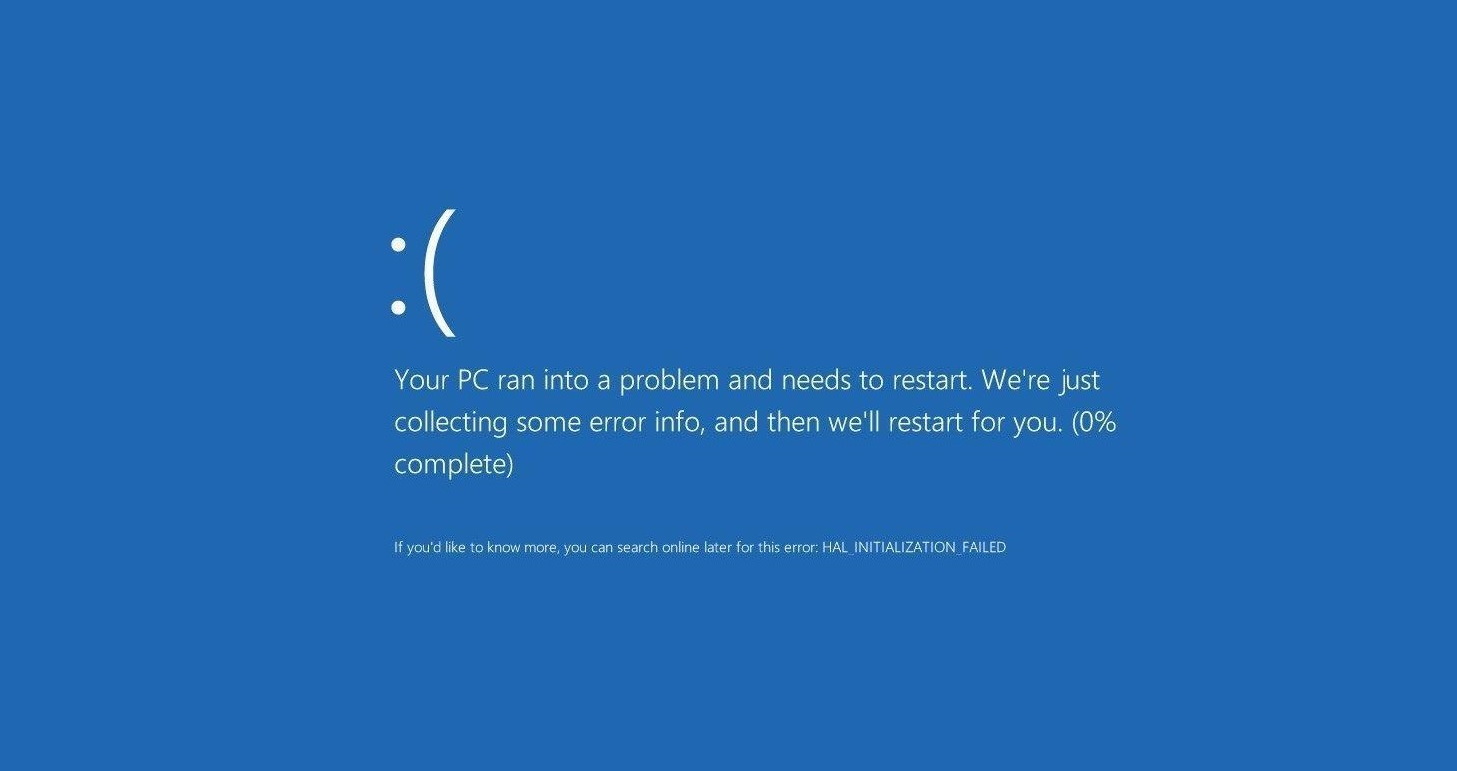 :(
Your PC ran into a problem and needs to restart. We're just
collecting some error info, and then we'll restart for you. (0%
complete)
If you'd like to know more, you can search online later for this error: HAL_INITIALIZATION_FAILED